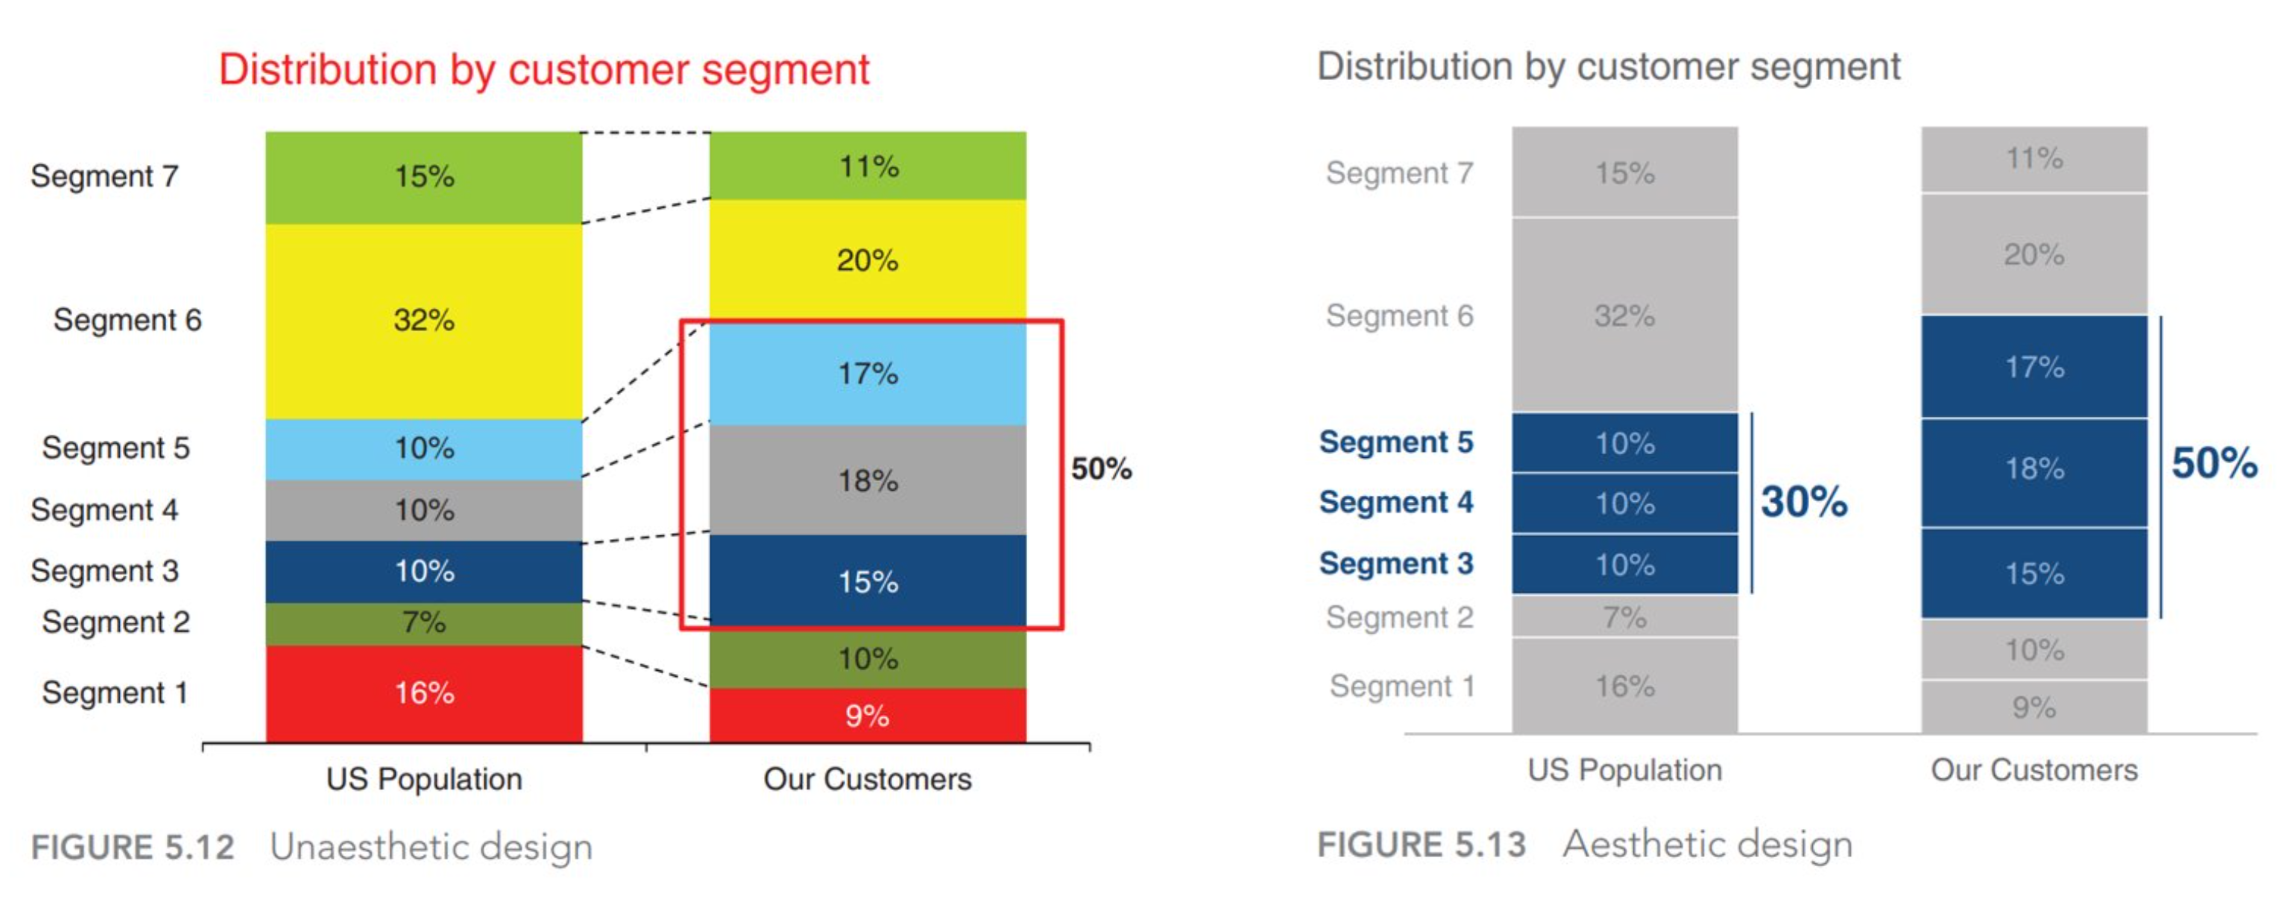 Distribution by customer segment
Segment 7 15% 11%
Segment 6 32% 20%
Segment 5 10% 17%
Segment 4 10% 18% 50%
Segment 3 10% 15%
Segment 2 7% 10%
Segment 1 16% 9%
US Population Our Customers
FIGURE 5.12 Unaesthetic design
Distribution by customer segment
Segment 7 15% 11%
Segment 6 32% 20%
Segment 5 10% 17%
Segment 4 10% 30% 18% 50%
Segment 3 10% 15%
Segment 2 7% 10%
Segment 1 16% 9%
US Population Our Customers
FIGURE 5.13 Aesthetic design